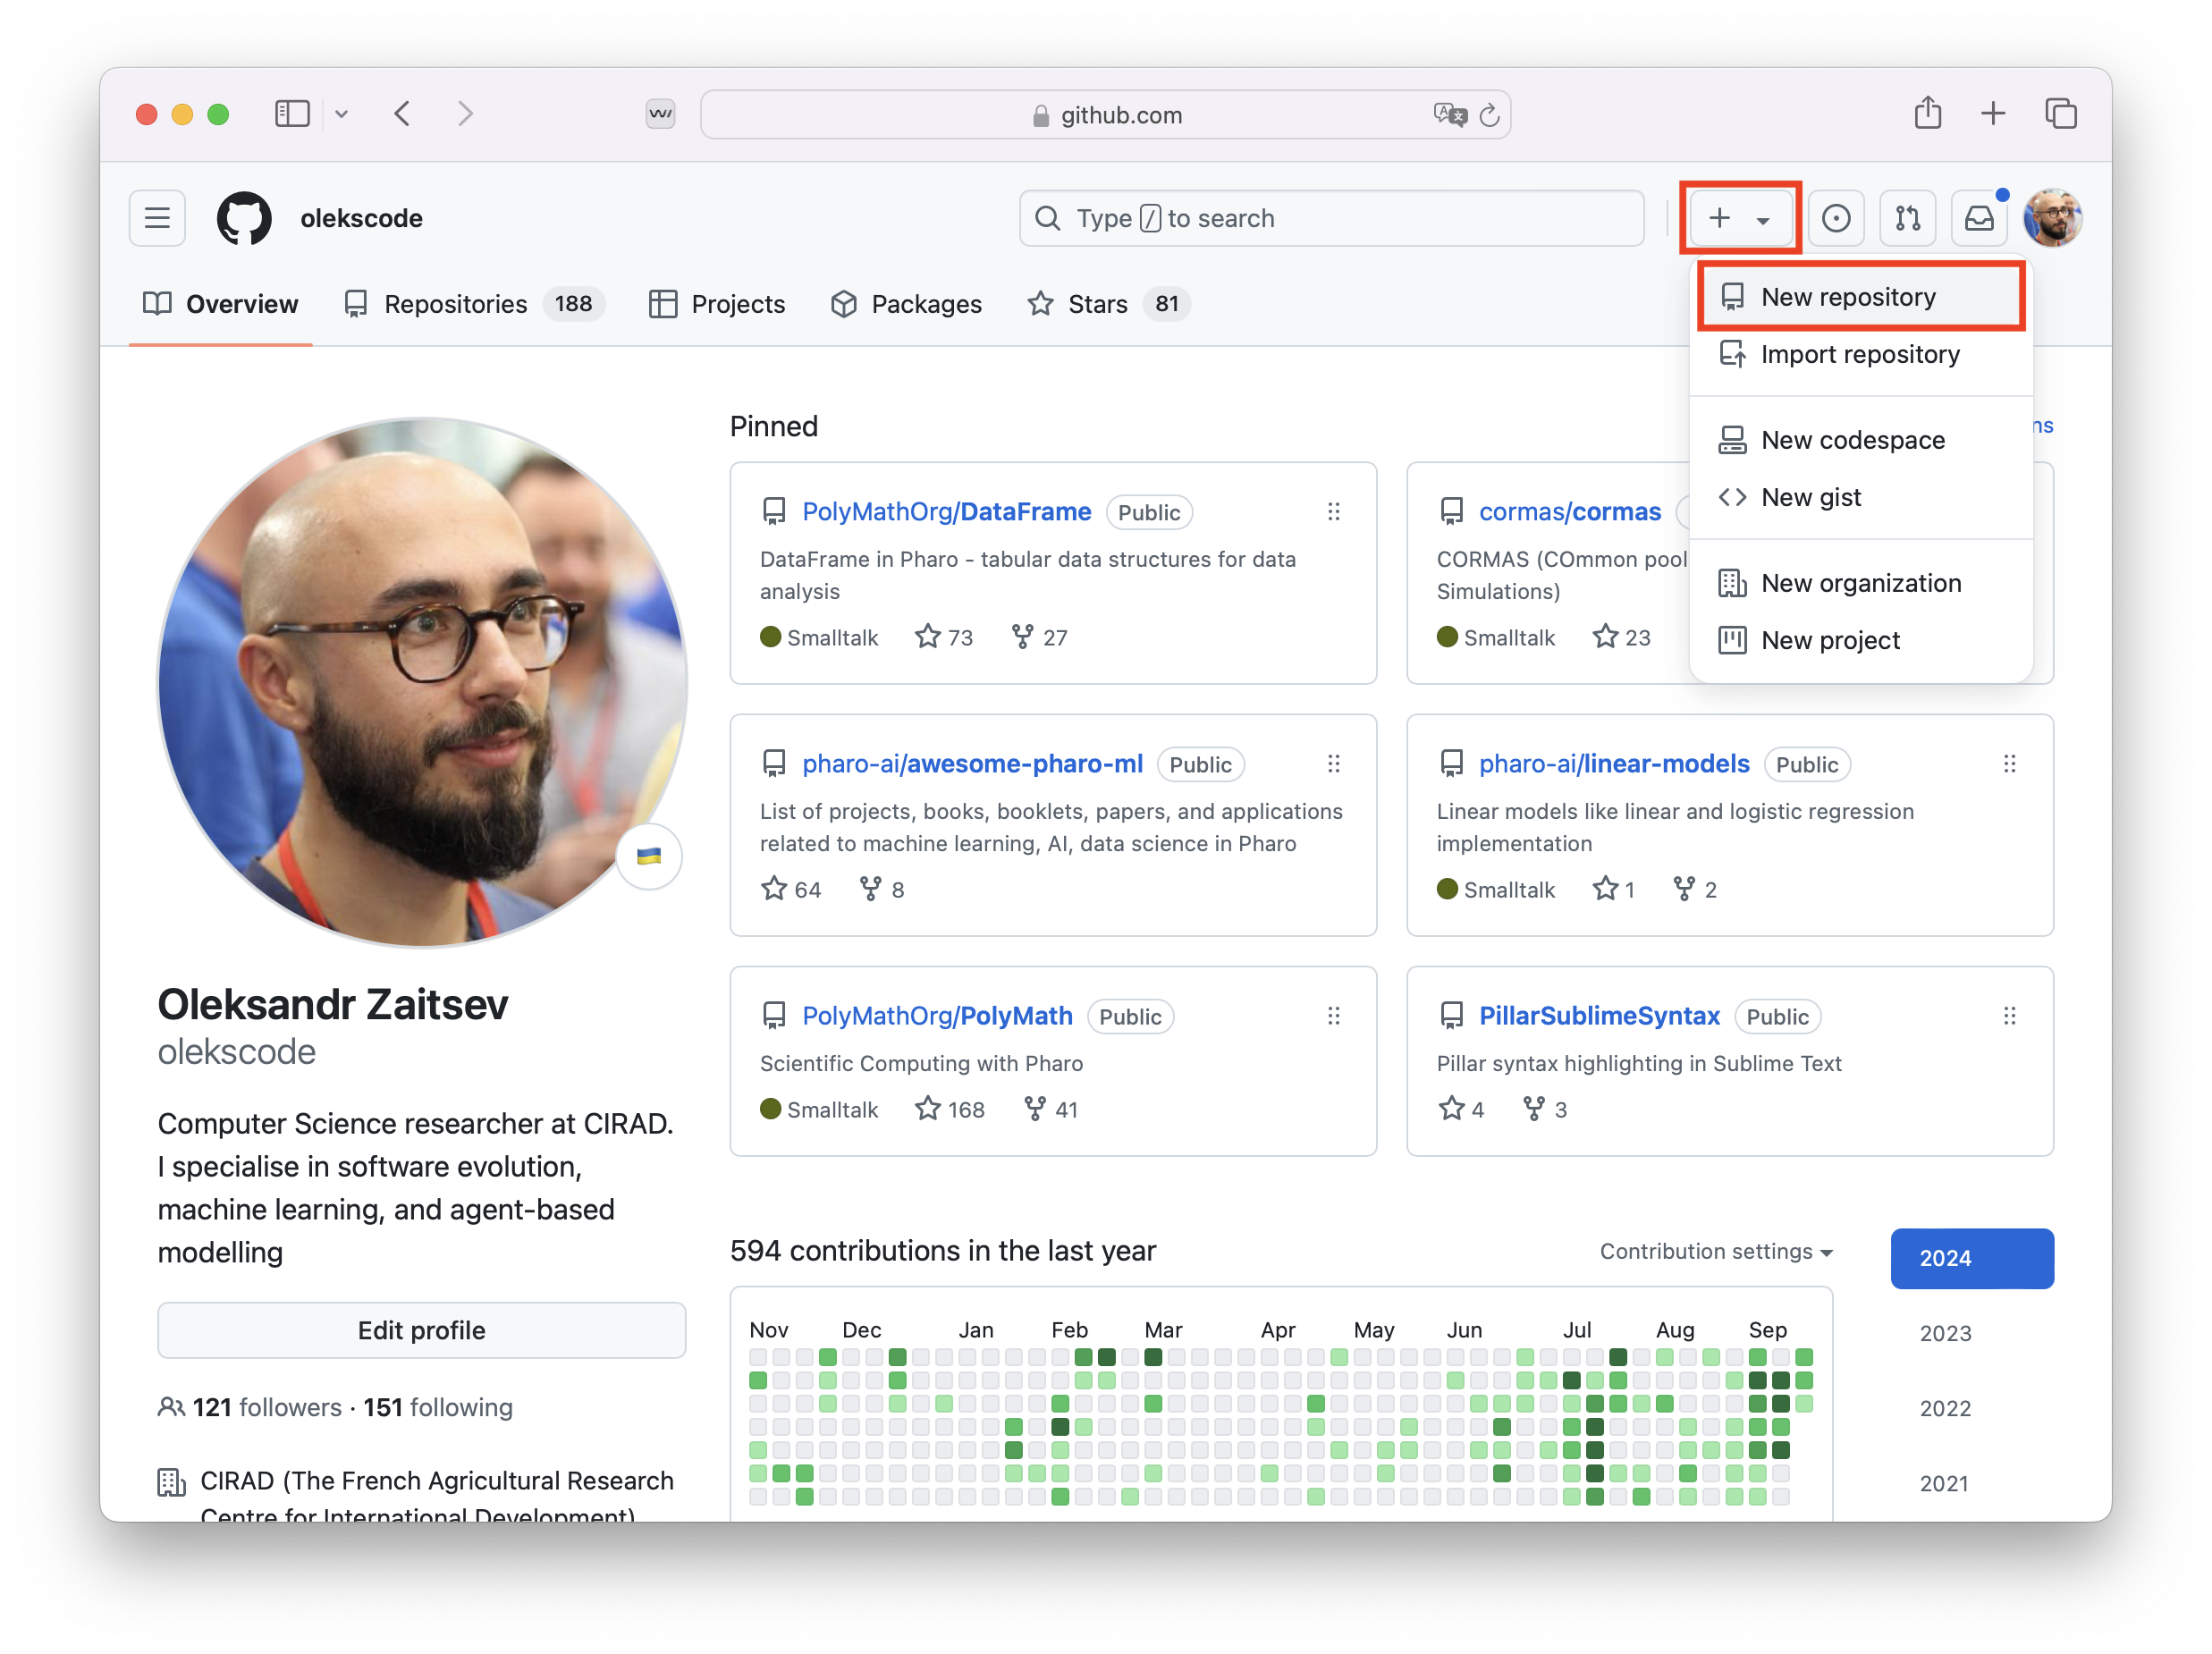 github.com
olekscode
Type / to search
Overview
Repositories 188
Projects
Packages
Stars 81
New repository
Import repository
New codespace
New gist
New organization
New project
Pinned
ns
PolyMathOrg/DataFrame Public
DataFrame in Pharo - tabular data structures for data
analysis
Smalltalk 73 27
cormas/cormas
CORMAS (COmmon pool
Simulations)
Smalltalk 23
pharo-ai/awesome-pharo-ml Public
List of projects, books, booklets, papers, and applications
related to machine learning, AI, data science in Pharo
64 8
pharo-ai/linear-models Public
Linear models like linear and logistic regression
implementation
Smalltalk 1 2
PolyMathOrg/PolyMath Public
Scientific Computing with Pharo
Smalltalk 168 41
PillarSublimeSyntax Public
Pillar syntax highlighting in Sublime Text
4 3
Oleksandr Zaitsev
olekscode
Computer Science researcher at CIRAD.
I specialise in software evolution,
machine learning, and agent-based
modelling
Edit profile
121 followers · 151 following
CIRAD (The French Agricultural Research
Centre for International Development)
594 contributions in the last year
Contribution settings
Nov Dec Jan Feb Mar Apr May Jun Jul Aug Sep
2024
2023
2022
2021